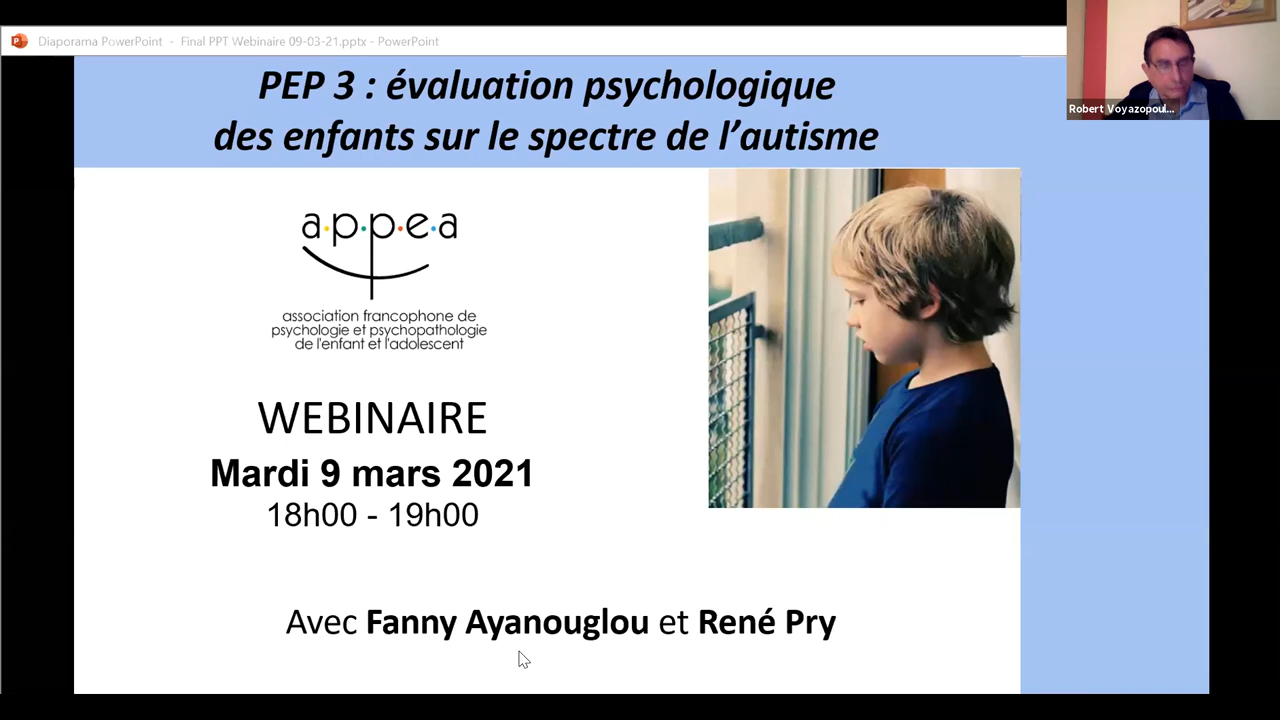 Diaporama PowerPoint - Final PPT Webinaire 09-03-21.pptx - PowerPoint
Robert Voyazopoul...
PEP 3 : évaluation psychologique
des enfants sur le spectre de l’autisme
a·p·p·e·a
association francophone de
psychologie et psychopathologie
de l'enfant et l'adolescent
WEBINAIRE
Mardi 9 mars 2021
18h00 - 19h00
Avec Fanny Ayanouglou et René Pry